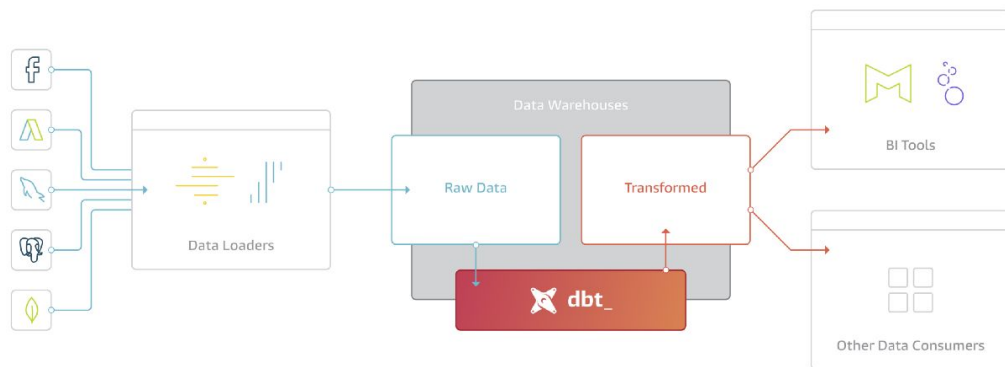 Data Loaders
Data Warehouses
Raw Data
Transformed
dbt_
BI Tools
Other Data Consumers